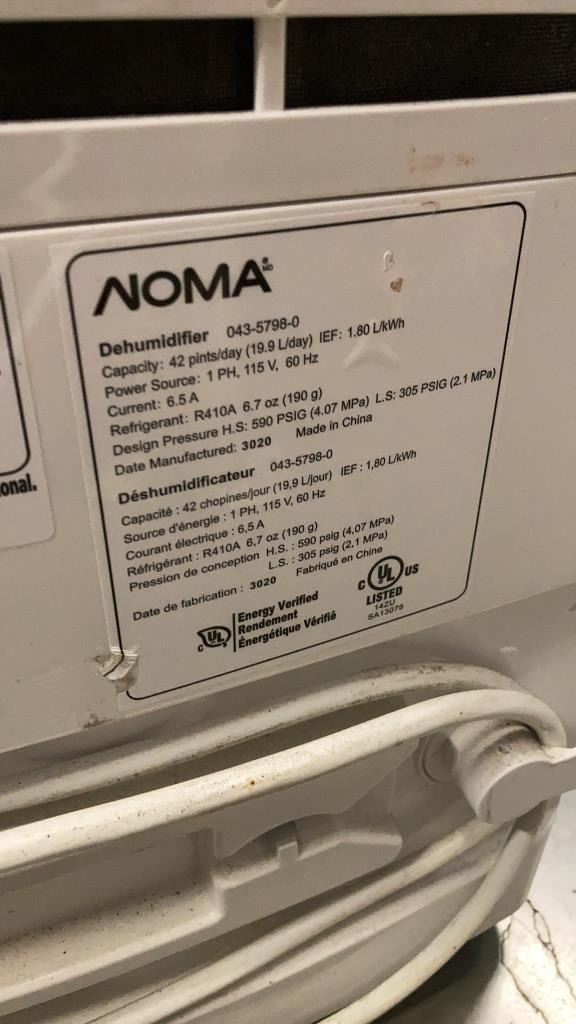 NOMA®MD
Dehumidifier 043-5798-0
Capacity: 42 pints/day (19.9 L/day) IEF: 1.80 L/kWh
Power Source: 1 PH, 115 V, 60 Hz
Current: 6.5 A
Refrigerant: R410A 6.7 oz (190 g)
Design Pressure H.S: 590 PSIG (4.07 MPa) L.S: 305 PSIG (2.1 MPa)
Date Manufactured: 3020 Made in China
Déshumidificateur 043-5798-0
Capacité : 42 chopines/jour (19,9 L/jour) IEF : 1,80 L/kWh
Source d'énergie : 1 PH, 115 V, 60 Hz
Courant électrique : 6,5 A
Réfrigérant : R410A 6,7 oz (190 g)
Pression de conception H.S. : 590 psig (4,07 MPa)
L.S. : 305 psig (2,1 MPa)
Date de fabrication : 3020 Fabriqué en Chine
C UL US
LISTED
14ZU
SA13076
C UL ® Energy Verified
Rendement
Énergétique Vérifié
onal.